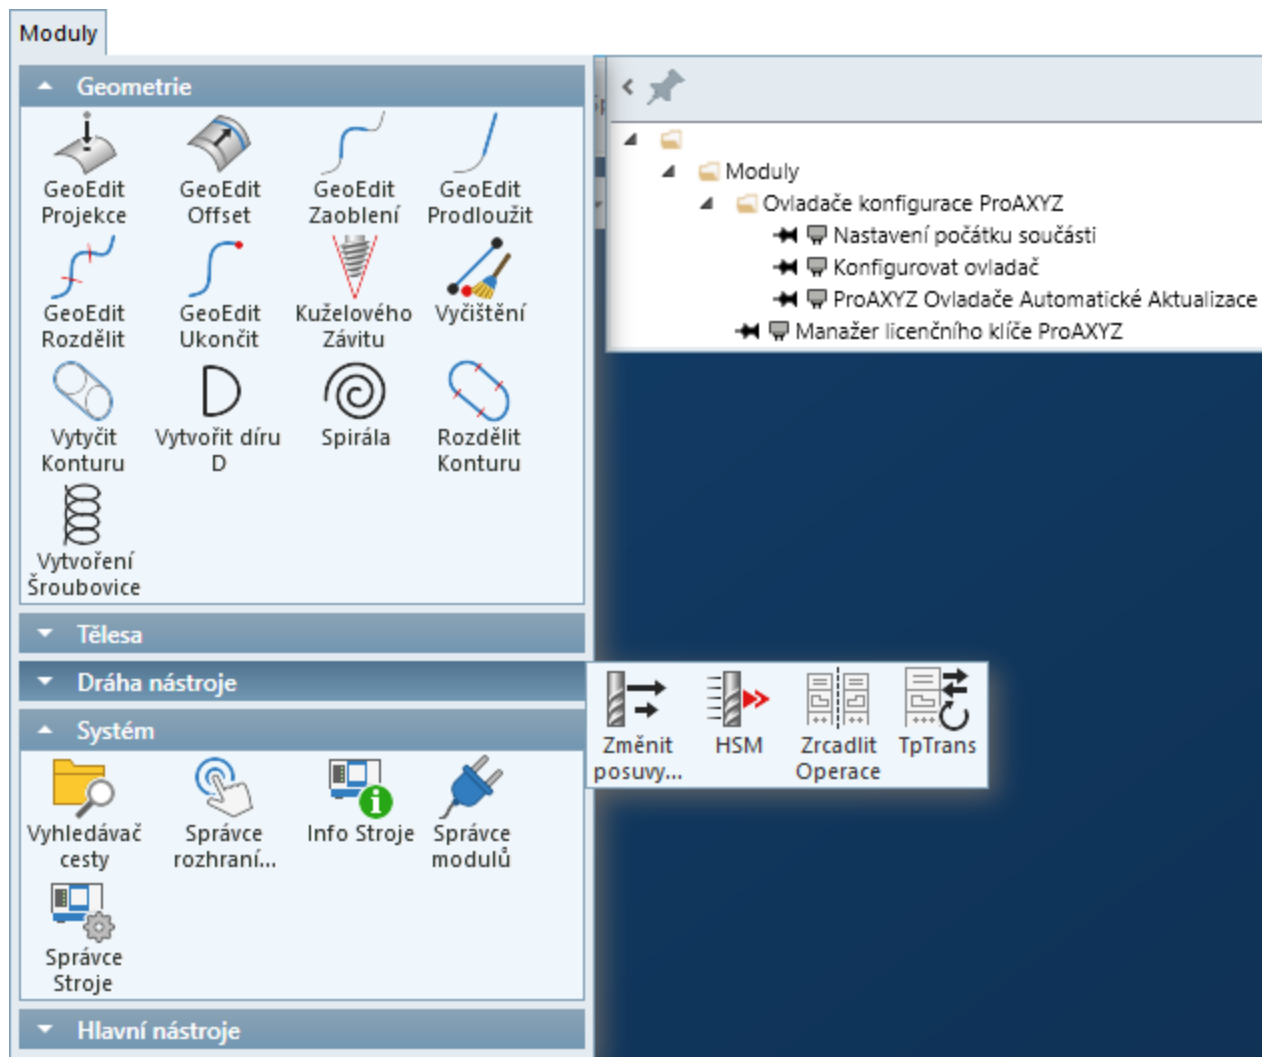 Moduly
Geometrie
GeoEdit Projekce
GeoEdit Offset
GeoEdit Zaoblení
GeoEdit Prodloužit
GeoEdit Rozdělit
GeoEdit Ukončit
Kuželového Závitu
Vyčištění
Vytyčit Konturu
Vytvořit díru D
Spirála
Rozdělit Konturu
Vytvoření Šroubovice
Tělesa
Dráha nástroje
Změnit posuvy...
HSM
Zrcadlit Operace
TpTrans
Systém
Vyhledávač cesty
Správce rozhraní...
Info Stroje
Správce modulů
Správce Stroje
Hlavní nástroje
Moduly
Ovladače konfigurace ProAXYZ
Nastavení počátku součásti
Konfigurovat ovladač
ProAXYZ Ovladače Automatické Aktualizace
Manažer licenčního klíče ProAXYZ